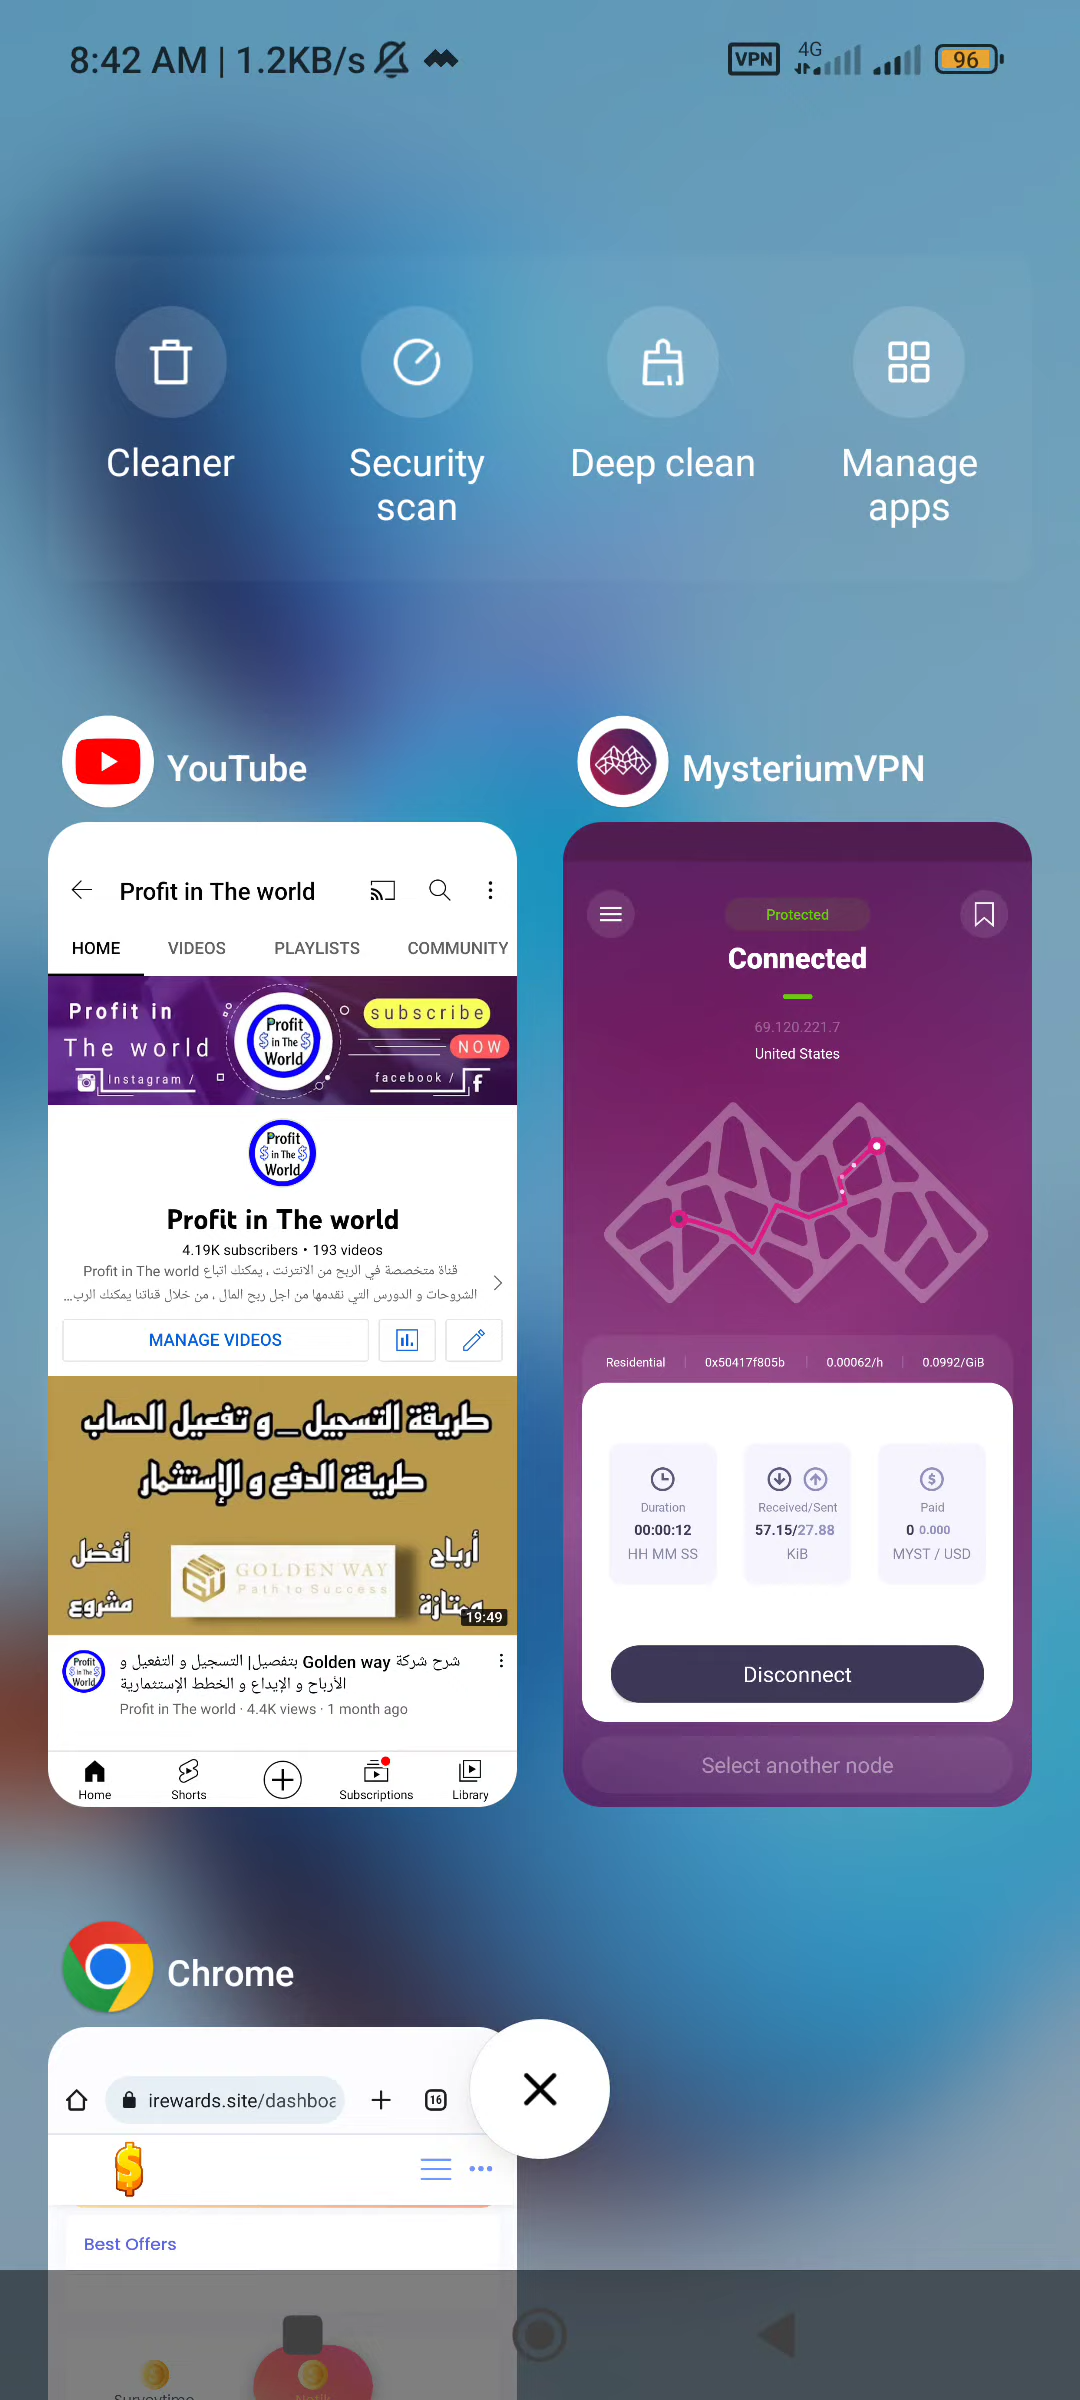 8:42 AM | 1.2KB/s
VPN
4G
96
Cleaner
Security
scan
Deep clean
Manage
apps
YouTube
Profit in The world
HOME
VIDEOS
PLAYLISTS
COMMUNITY
Profit in
The world
Instagram /
Profit
in The
World
subscribe
NOW
facebook /
Profit
in The
World
Profit in The world
4.19K subscribers • 193 videos
قناة متخصصة في الربح من الانترنت ، يمكنك اتباع Profit in The world
الشروحات و الدورس التي نقدمها من اجل ربح المال ، من خلال قناتنا يمكنك الرب...
MANAGE VIDEOS
طريقة التسجيل _ و تفعيل الحساب
طريقة الدفع و الإستثمار
أفضل
مشروع
GOLDEN WAY
Path to Success
أرباح
ممتازة
19:49
Profit
in The
World
شرح شركة Golden way بتفصيل| التسجيل و التفعيل و
الأرباح و الإيداع و الخطط الإستثمارية
Profit in The world · 4.4K views · 1 month ago
Home
Shorts
Subscriptions
Library
MysteriumVPN
Protected
Connected
69.120.221.7
United States
Residential
0x50417f805b
0.00062/h
0.0992/GiB
Duration
00:00:12
HH MM SS
Received/Sent
57.15/27.88
KiB
Paid
0 0.000
MYST / USD
Disconnect
Select another node
Chrome
irewards.site/dashboa
16
Best Offers
Surveytime
Notik